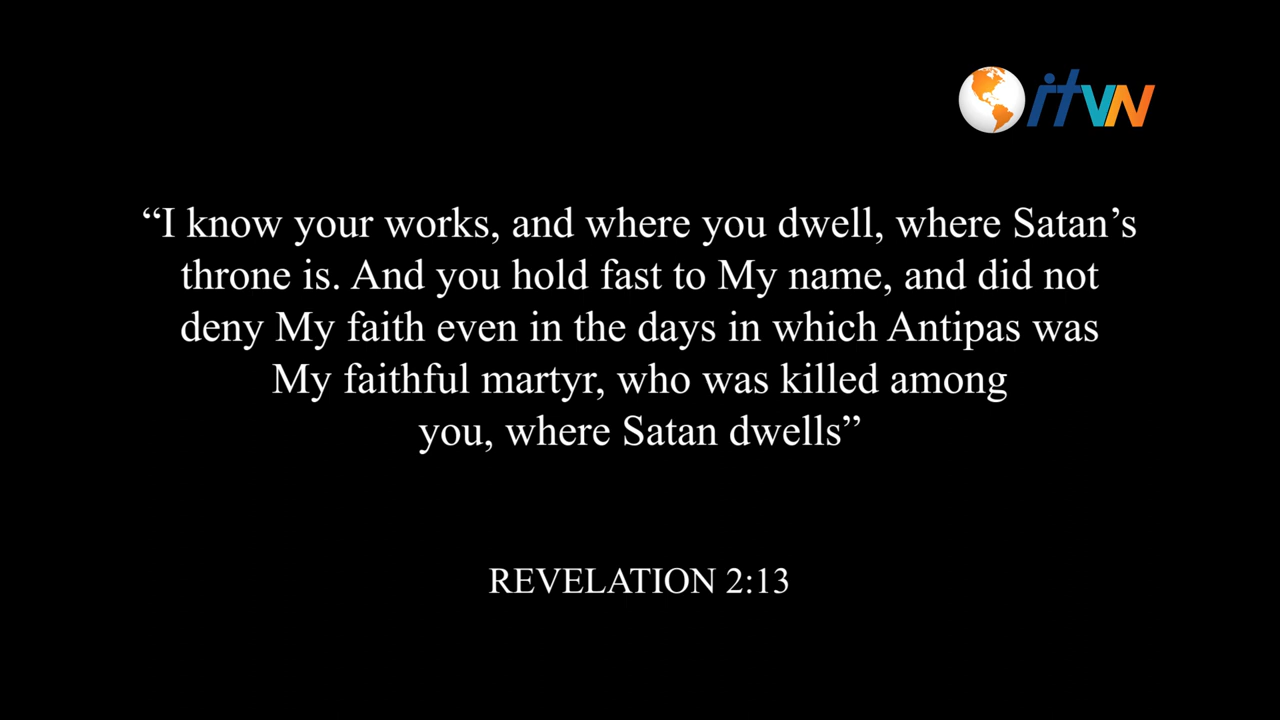 itVN
“I know your works, and where you dwell, where Satan’s
throne is. And you hold fast to My name, and did not
deny My faith even in the days in which Antipas was
My faithful martyr, who was killed among
you, where Satan dwells”
REVELATION 2:13